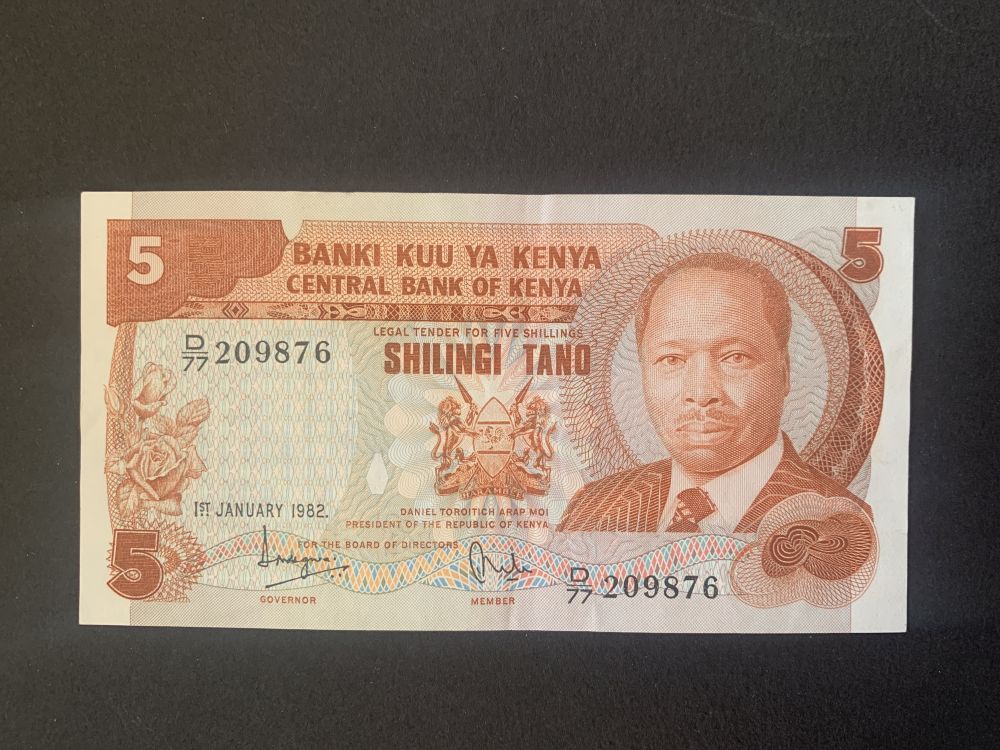 5
5
BANKI KUU YA KENYA
CENTRAL BANK OF KENYA
LEGAL TENDER FOR FIVE SHILLINGS
D/77 209876
SHILINGI TANO
HARAMBEE
1ST JANUARY 1982.
DANIEL TOROITICH ARAP MOI
PRESIDENT OF THE REPUBLIC OF KENYA
5
FOR THE BOARD OF DIRECTORS
GOVERNOR
MEMBER
D/77 209876